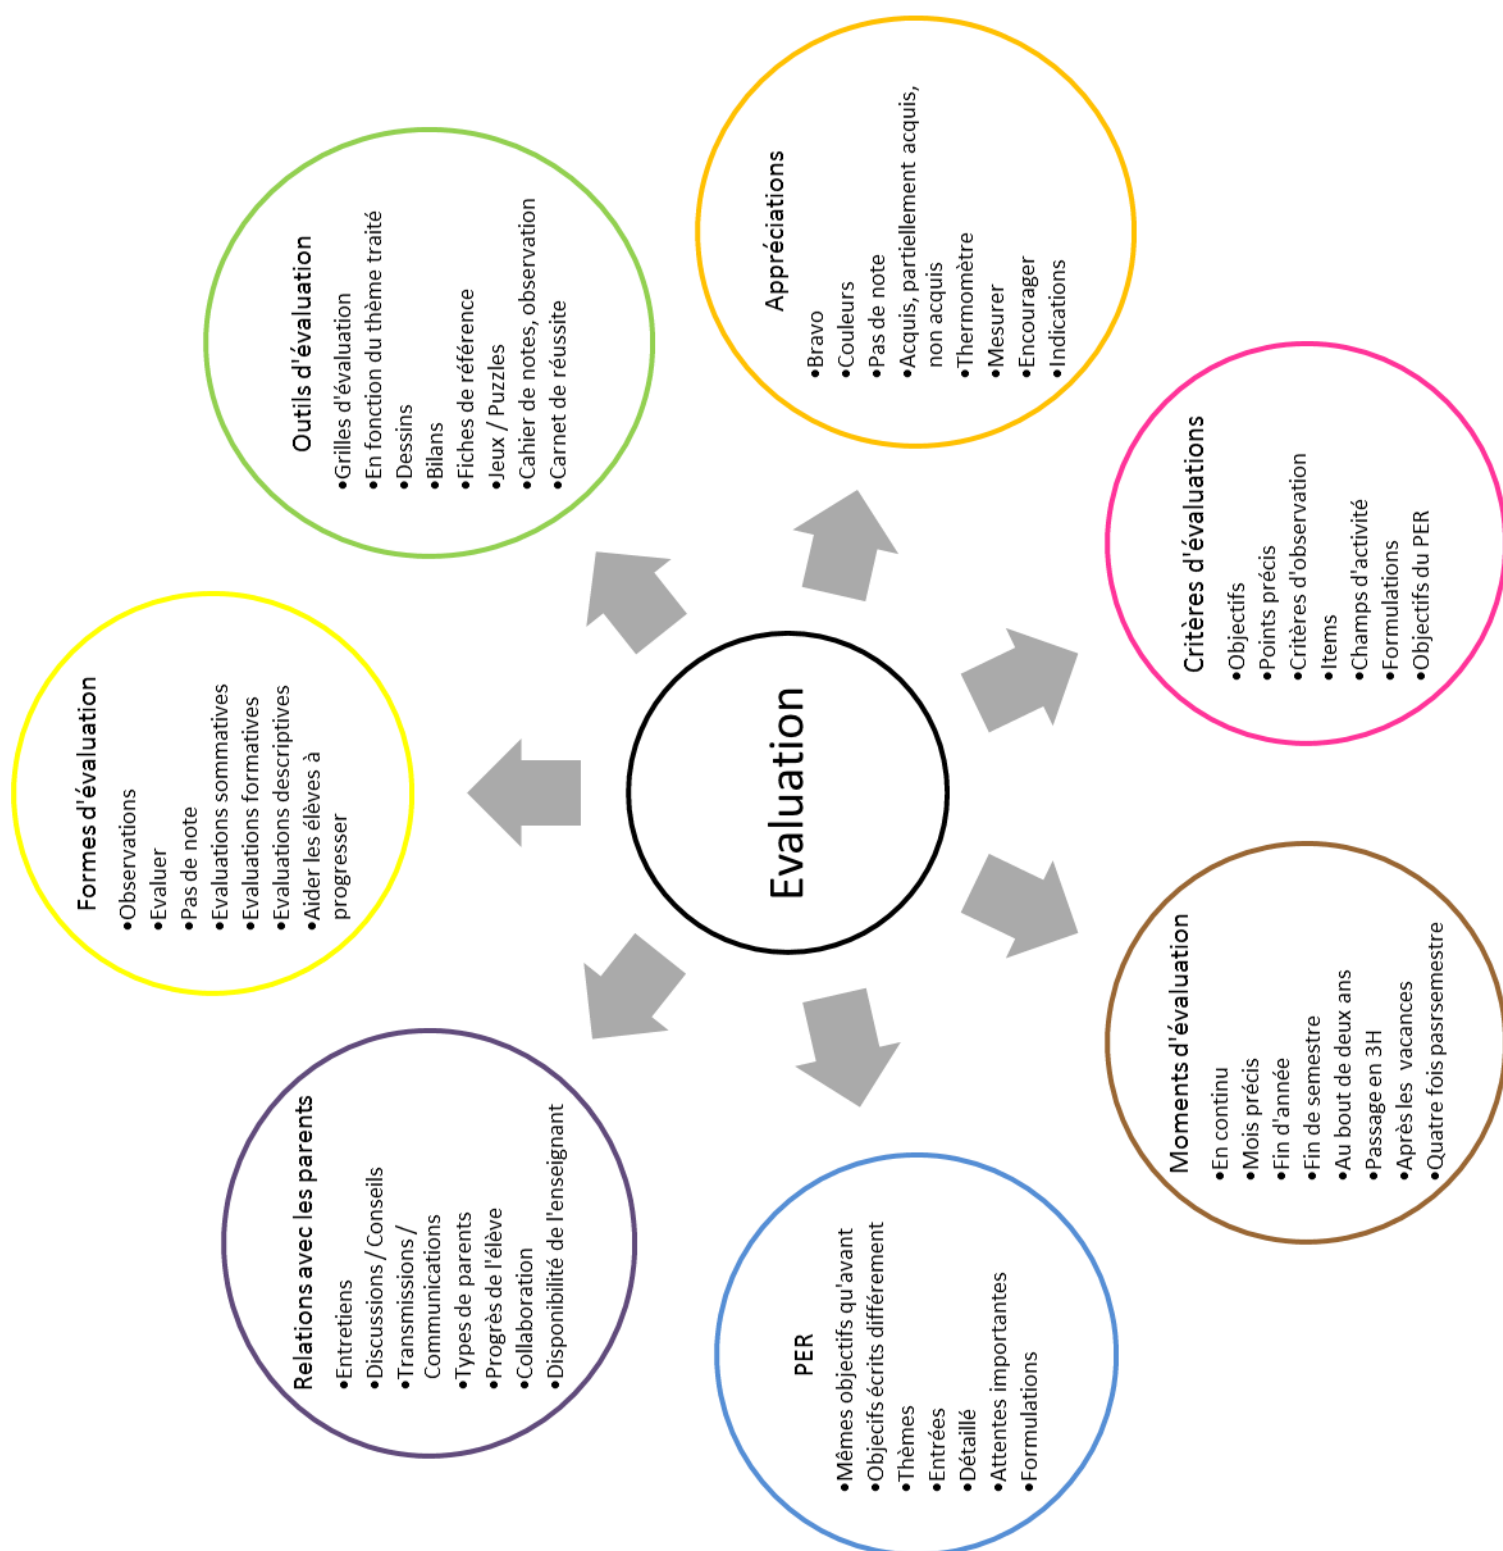 Evaluation
Formes d'évaluation
•Observations
•Evaluer
•Pas de note
•Evaluations sommatives
•Evaluations formatives
•Evaluations descriptives
•Aider les élèves à
progresser
Outils d'évaluation
•Grilles d'évaluation
•En fonction du thème traité
•Dessins
•Bilans
•Fiches de référence
•Jeux / Puzzles
•Cahier de notes, observation
•Carnet de réussite
Appréciations
•Bravo
•Couleurs
•Pas de note
•Acquis, partiellement acquis,
non acquis
•Thermomètre
•Mesurer
•Encourager
•Indications
Critères d'évaluations
•Objectifs
•Points précis
•Critères d'observation
•Items
•Champs d'activité
•Formulations
•Objectifs du PER
Moments d'évaluation
•En continu
•Mois précis
•Fin d'année
•Fin de semestre
•Au bout de deux ans
•Passage en 3H
•Après les vacances
•Quatre fois pasrsemestre
PER
•Mêmes objectifs qu'avant
•Objecifs écrits différement
•Thèmes
•Entrées
•Détaillé
•Attentes importantes
•Formulations
Relations avec les parents
•Entretiens
•Discussions / Conseils
•Transmissions /
Communications
•Types de parents
•Progrès de l'élève
•Collaboration
•Disponibilité de l'enseignant